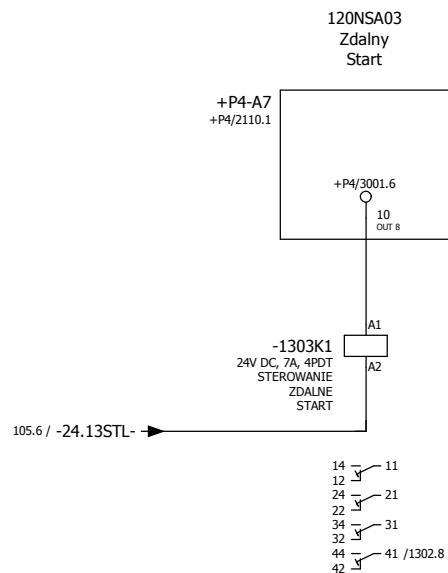 120NSA03
Zdalny
Start
+P4-A7
+P4/2110.1
+P4/3001.6
10
OUT 8
A1
-1303K1
24V DC, 7A, 4PDT
A2
STEROWANIE
ZDALNE
START
105.6 / -24.13STL-
14 11
12
24 21
22
34 31
32
44 41 /1302.8
42